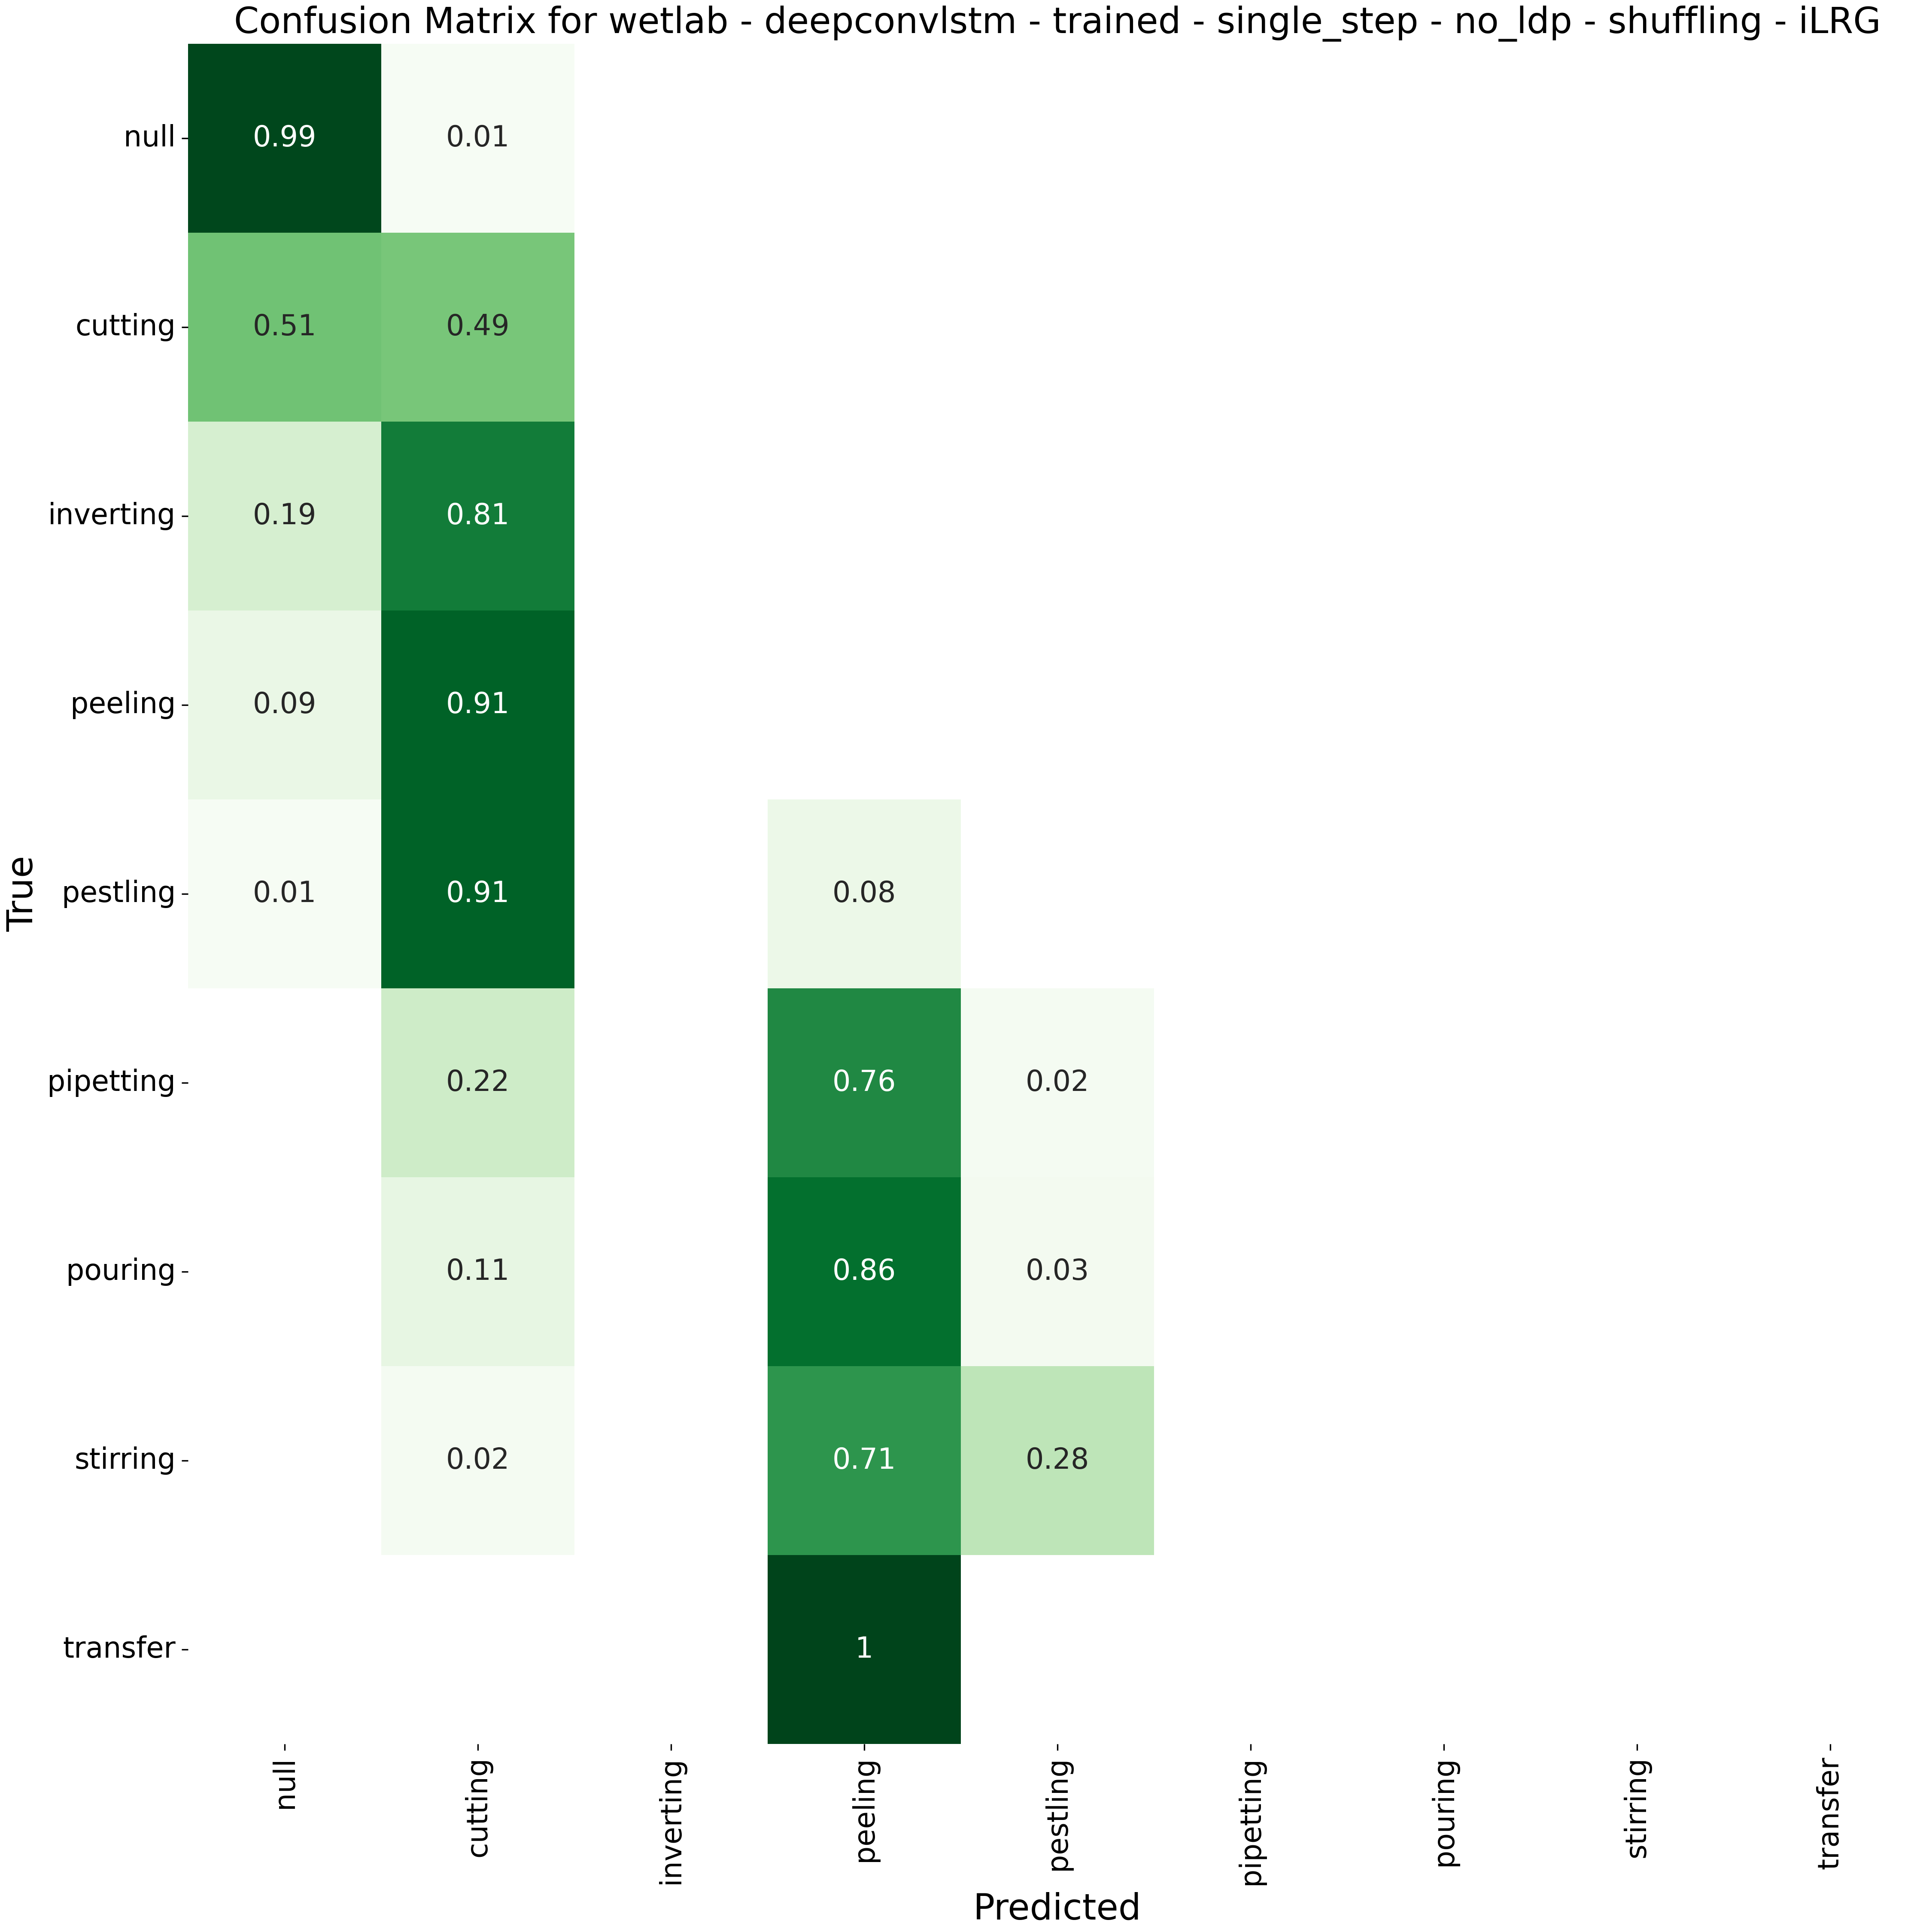 Confusion Matrix for wetlab - deepconvlstm - trained - single_step - no_ldp - shuffling - iLRG
True
null 0.99 0.01
cutting 0.51 0.49
inverting 0.19 0.81
peeling 0.09 0.91
pestling 0.01 0.91 0.08
pipetting 0.22 0.76 0.02
pouring 0.11 0.86 0.03
stirring 0.02 0.71 0.28
transfer 1
null cutting inverting peeling pestling pipetting pouring stirring transfer
Predicted